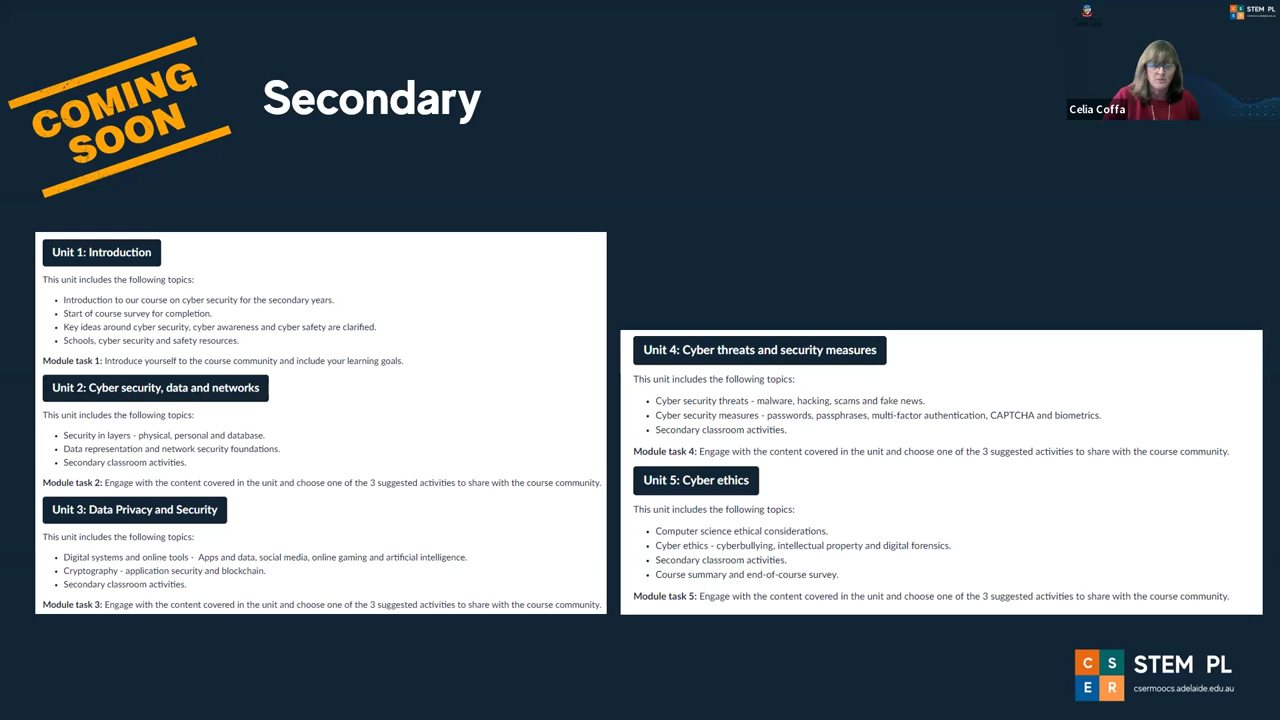 COMING
SOON
Secondary
STEM PL
csermoocs.adelaide.edu.au
Celia Coffa
Unit 1: Introduction
This unit includes the following topics:
• Introduction to our course on cyber security for the secondary years.
• Start of course survey for completion.
• Key ideas around cyber security, cyber awareness and cyber safety are clarified.
• Schools, cyber security and safety resources.
Module task 1: Introduce yourself to the course community and include your learning goals.
Unit 2: Cyber security, data and networks
This unit includes the following topics:
• Security in layers - physical, personal and database.
• Data representation and network security foundations.
• Secondary classroom activities.
Module task 2: Engage with the content covered in the unit and choose one of the 3 suggested activities to share with the course community.
Unit 3: Data Privacy and Security
This unit includes the following topics:
• Digital systems and online tools - Apps and data, social media, online gaming and artificial intelligence.
• Cryptography - application security and blockchain.
• Secondary classroom activities.
Module task 3: Engage with the content covered in the unit and choose one of the 3 suggested activities to share with the course community.
Unit 4: Cyber threats and security measures
This unit includes the following topics:
• Cyber security threats - malware, hacking, scams and fake news.
• Cyber security measures - passwords, passphrases, multi-factor authentication, CAPTCHA and biometrics.
• Secondary classroom activities.
Module task 4: Engage with the content covered in the unit and choose one of the 3 suggested activities to share with the course community.
Unit 5: Cyber ethics
This unit includes the following topics:
• Computer science ethical considerations.
• Cyber ethics - cyberbullying, intellectual property and digital forensics.
• Secondary classroom activities.
• Course summary and end-of-course survey.
Module task 5: Engage with the content covered in the unit and choose one of the 3 suggested activities to share with the course community.
C S
E R
STEM PL
csermoocs.adelaide.edu.au